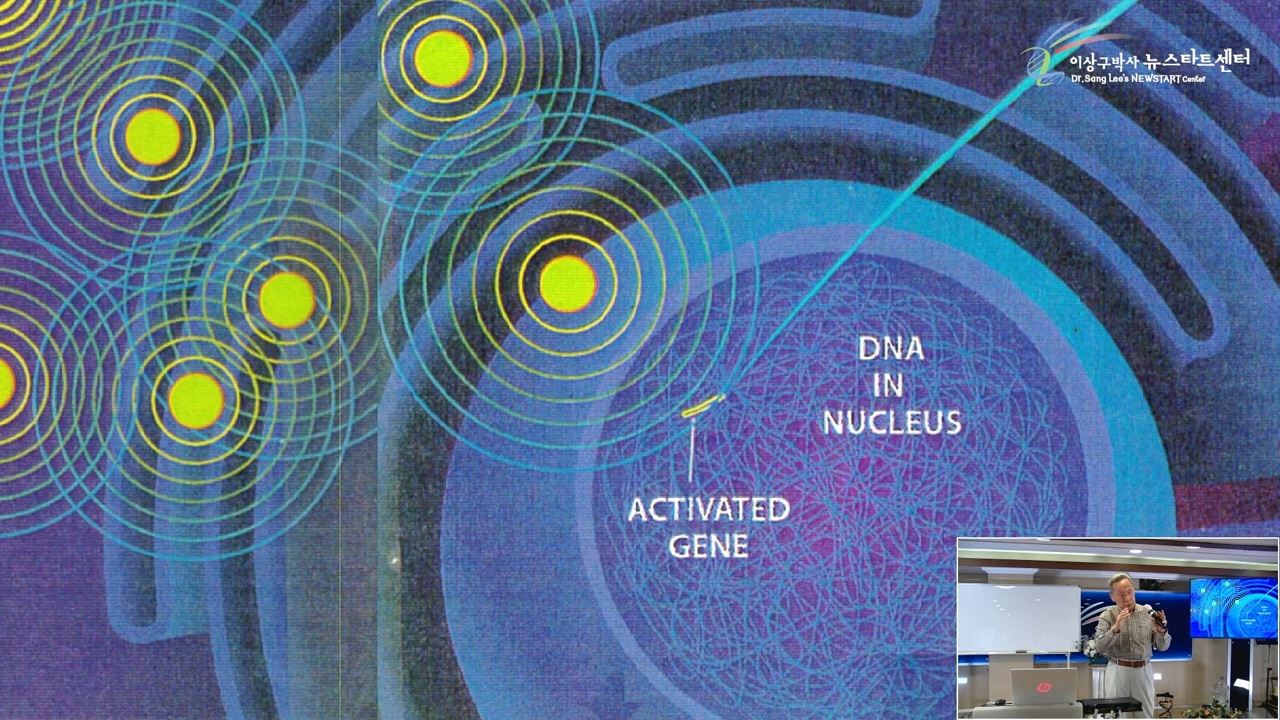 이상구박사 뉴스타트센터
Dr.Sang Lee's NEWSTART Center
DNA
IN
NUCLEUS
ACTIVATED
GENE